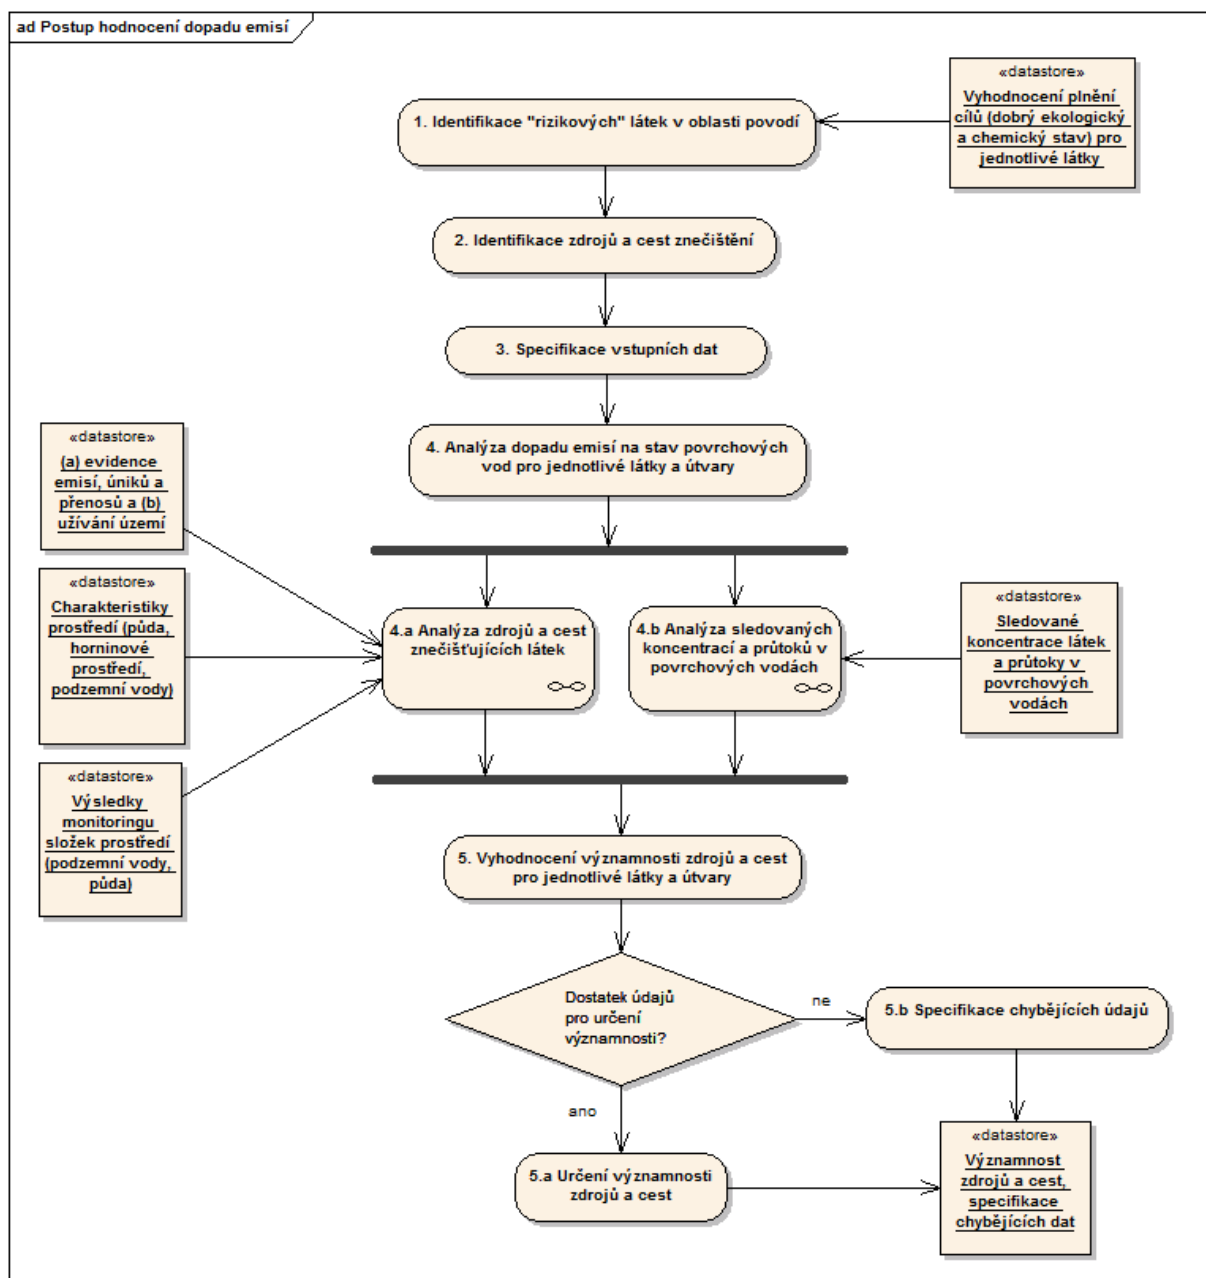 ad Postup hodnocení dopadu emisí
«datastore»
Vyhodnocení plnění
cílů (dobrý ekologický
a chemický stav) pro
jednotlivé látky
1. Identifikace "rizikových" látek v oblasti povodí
2. Identifikace zdrojů a cest znečištění
3. Specifikace vstupních dat
4. Analýza dopadu emisí na stav povrchových
vod pro jednotlivé látky a útvary
«datastore»
(a) evidence
emisí, úniků a
přenosů a (b)
užívání území
«datastore»
Charakteristiky
prostředí (půda,
horninové
prostředí,
podzemní vody)
«datastore»
Výsledky
monitoringu
složek prostředí
(podzemní vody,
půda)
4.a Analýza zdrojů a cest
znečišťujících látek
4.b Analýza sledovaných
koncentrací a průtoků v
povrchových vodách
«datastore»
Sledované
koncentrace látek
a průtoky v
povrchových
vodách
5. Vyhodnocení významnosti zdrojů a cest
pro jednotlivé látky a útvary
Dostatek údajů
pro určení
významnosti?
ne
5.b Specifikace chybějících údajů
ano
5.a Určení významnosti
zdrojů a cest
«datastore»
Významnost
zdrojů a cest,
specifikace
chybějících dat